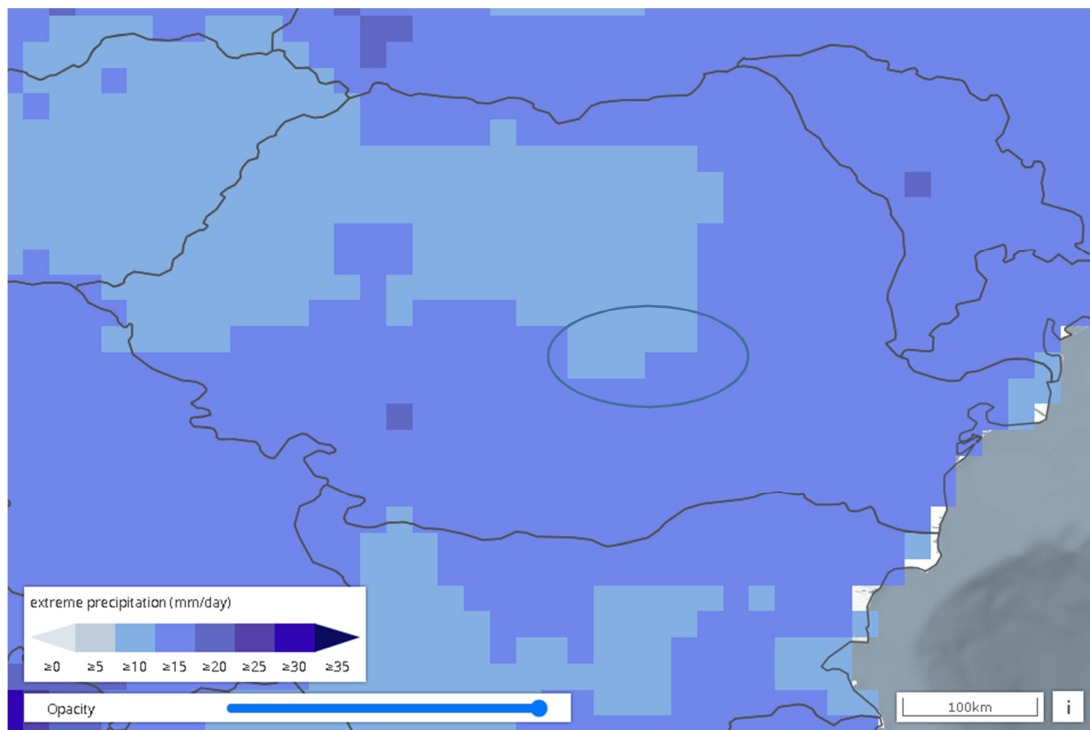 extreme precipitation (mm/day)
≥0 ≥5 ≥10 ≥15 ≥20 ≥25 ≥30 ≥35
Opacity
100km
i